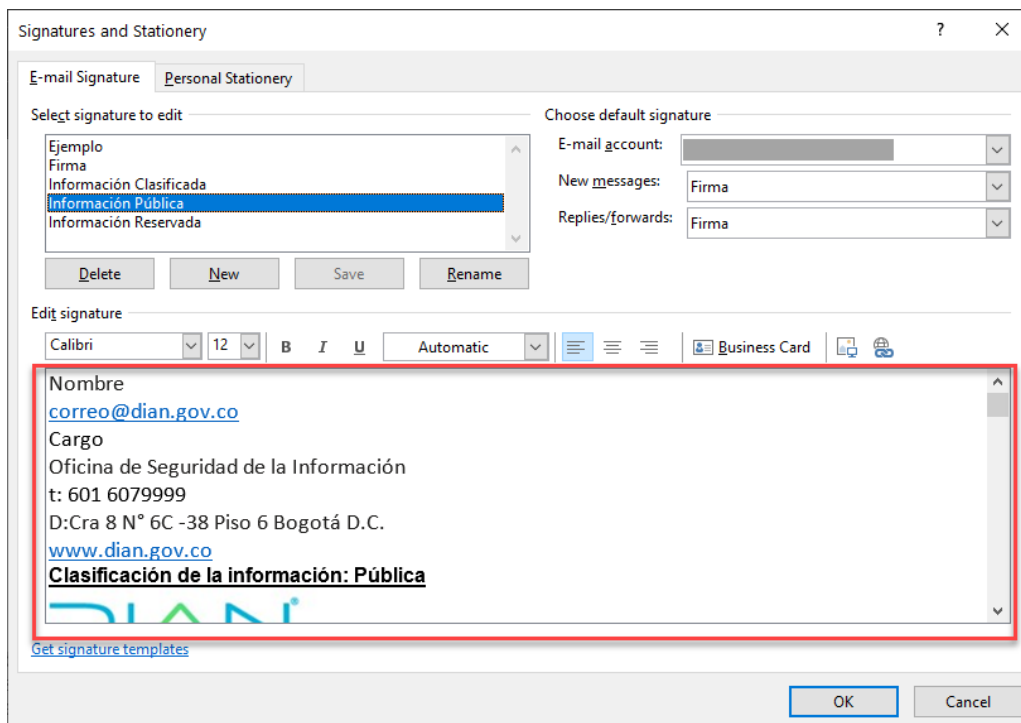 Signatures and Stationery
?
E-mail Signature
Personal Stationery
Select signature to edit
Ejemplo
Firma
Información Clasificada
Información Pública
Información Reservada
Delete
New
Save
Rename
Choose default signature
E-mail account:
New messages:
Firma
Replies/forwards:
Firma
Edit signature
Calibri
12
B
I
U
Automatic
Business Card
Nombre
correo@dian.gov.co
Cargo
Oficina de Seguridad de la Información
t: 601 6079999
D:Cra 8 N° 6C -38 Piso 6 Bogotá D.C.
www.dian.gov.co
Clasificación de la información: Pública
DIAN®
Get signature templates
OK
Cancel